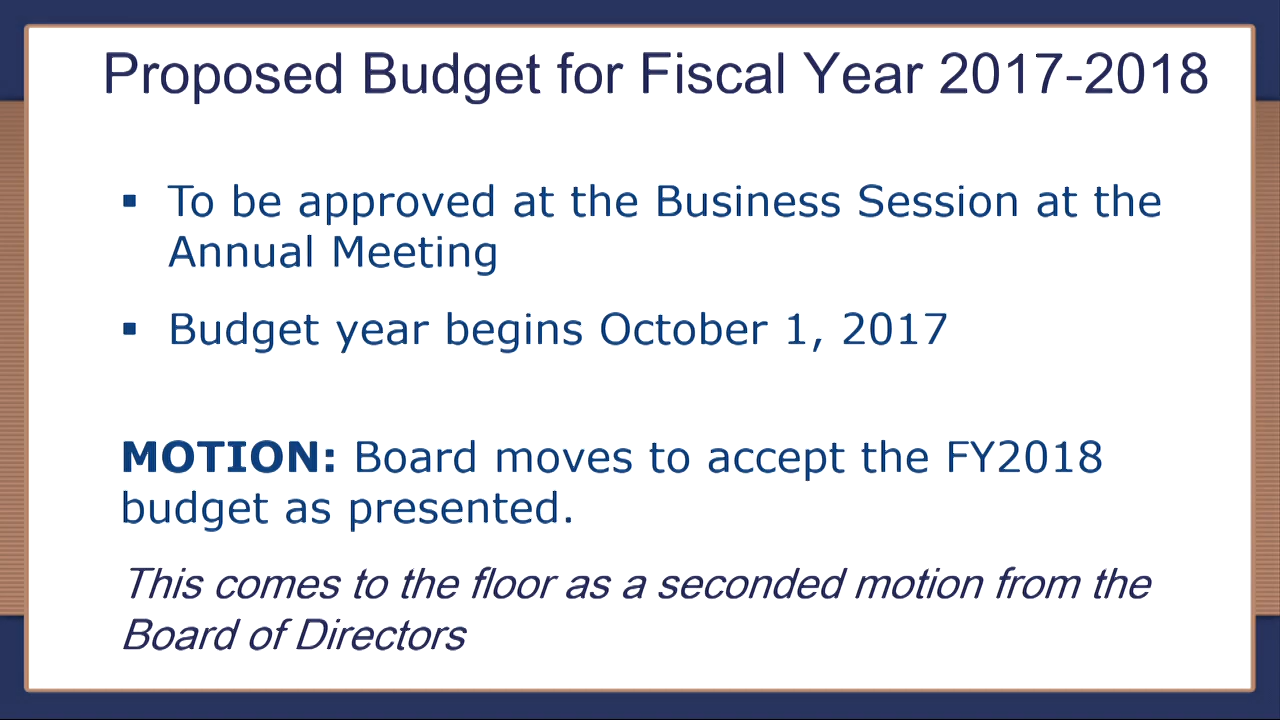 Proposed Budget for Fiscal Year 2017-2018
▪ To be approved at the Business Session at the
Annual Meeting
▪ Budget year begins October 1, 2017
MOTION: Board moves to accept the FY2018
budget as presented.
This comes to the floor as a seconded motion from the
Board of Directors